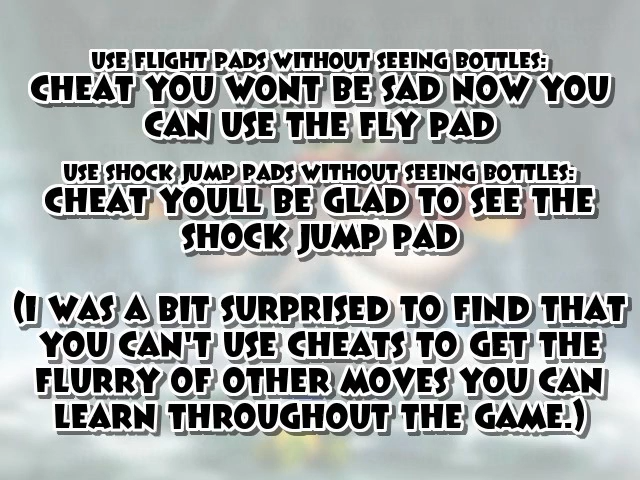 USE FLIGHT PADS WITHOUT SEEING BOTTLES:
CHEAT YOU WONT BE SAD NOW YOU
CAN USE THE FLY PAD
USE SHOCK JUMP PADS WITHOUT SEEING BOTTLES:
CHEAT YOULL BE GLAD TO SEE THE
SHOCK JUMP PAD
(I WAS A BIT SURPRISED TO FIND THAT
YOU CAN'T USE CHEATS TO GET THE
FLURRY OF OTHER MOVES YOU CAN
LEARN THROUGHOUT THE GAME.)